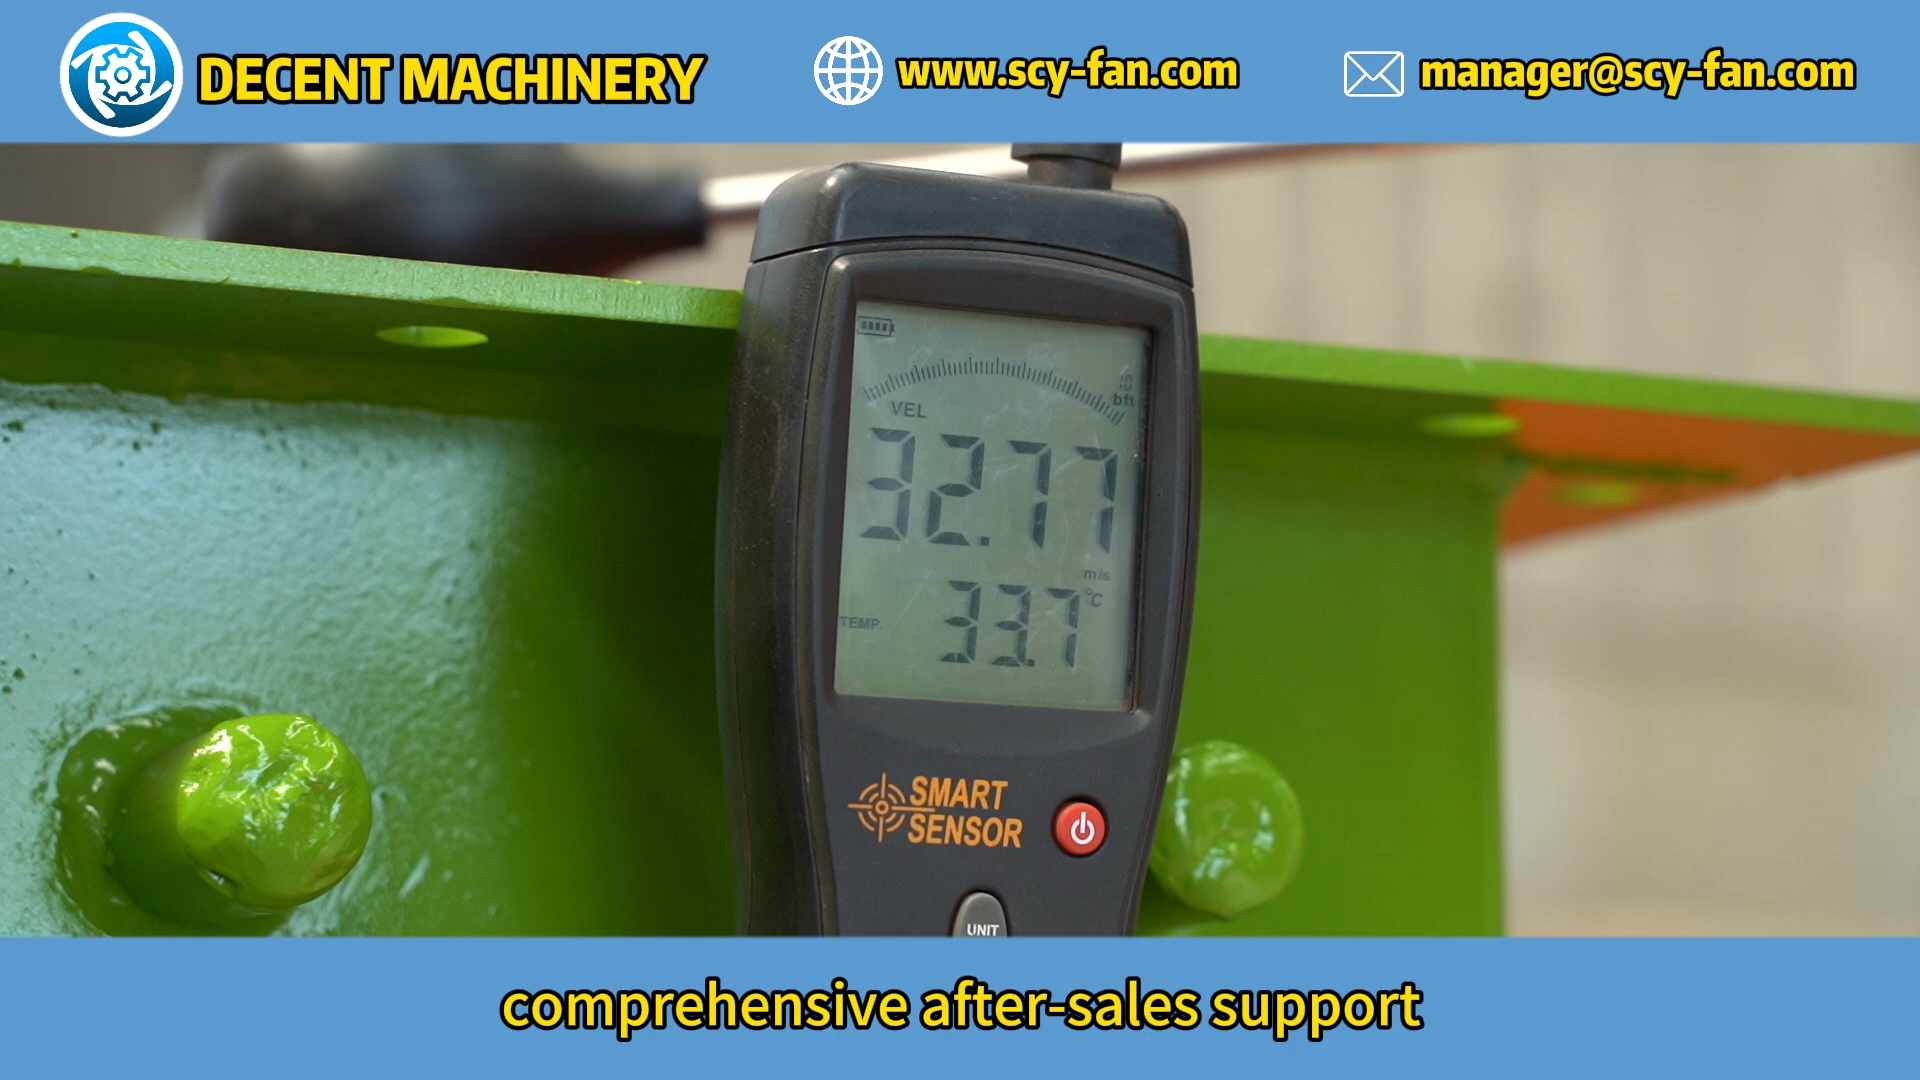 DECENT MACHINERY
www.scy-fan.com
manager@scy-fan.com
bft
VEL
32.77
m/s
33.7 °C
TEMP.
SMART
SENSOR
UNIT
comprehensive after-sales support